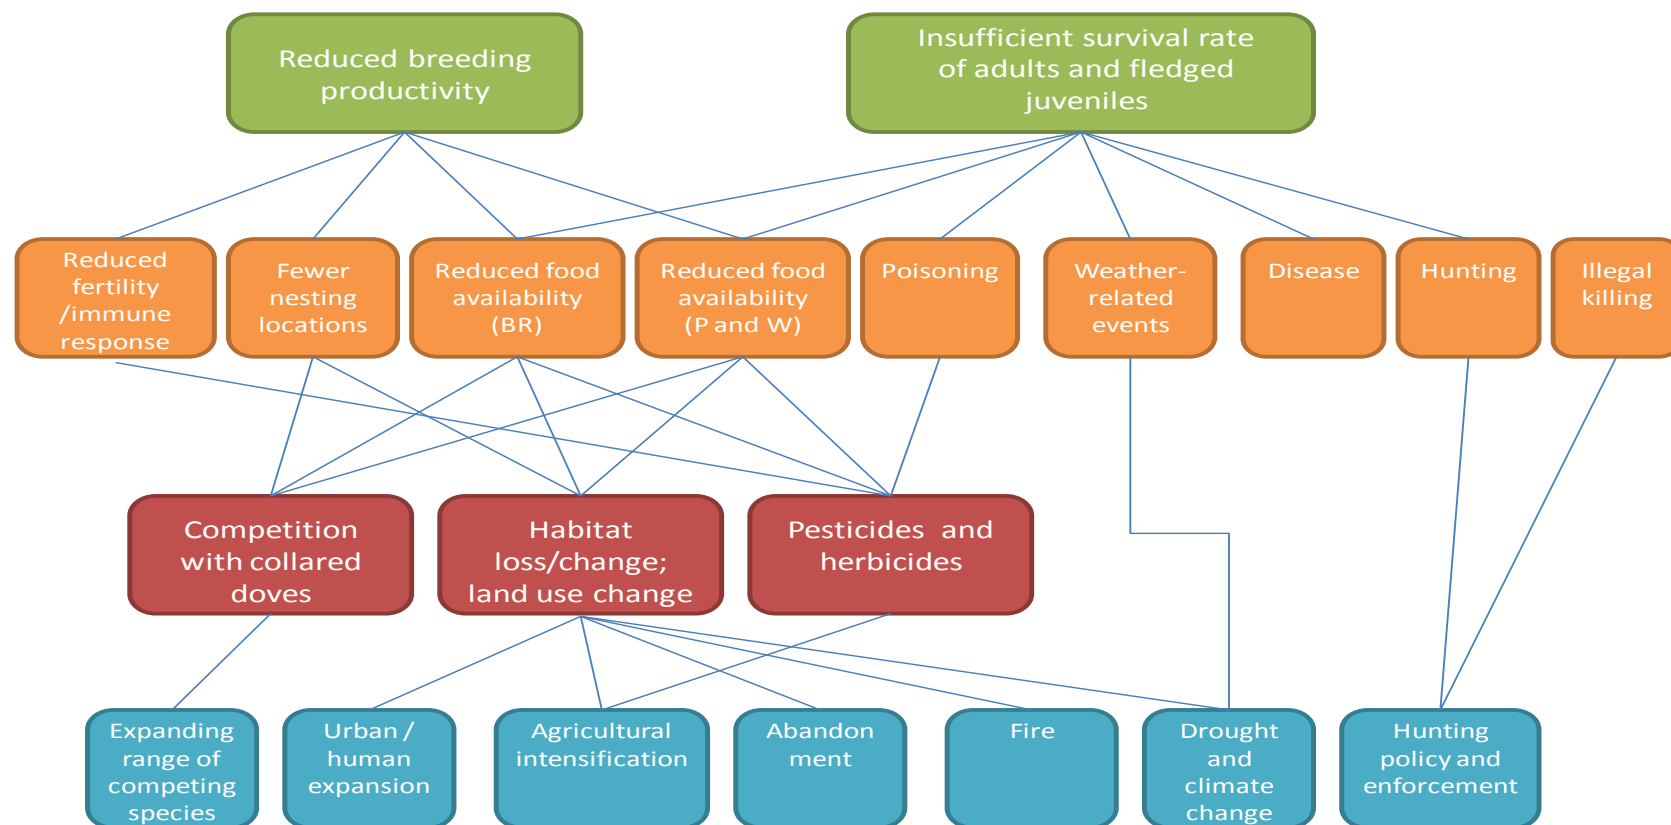 Reduced breeding
productivity
Insufficient survival rate
of adults and fledged
juveniles
Reduced
fertility
/immune
response
Fewer
nesting
locations
Reduced food
availability
(BR)
Reduced food
availability
(P and W)
Poisoning
Weather-
related
events
Disease
Hunting
Illegal
killing
Competition
with collared
doves
Habitat
loss/change;
land use change
Pesticides and
herbicides
Expanding
range of
competing
species
Urban /
human
expansion
Agricultural
intensification
Abandon
ment
Fire
Drought
and
climate
change
Hunting
policy and
enforcement